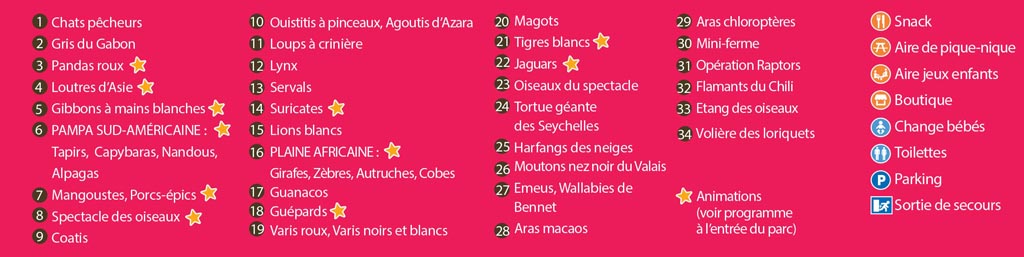 1 Chats pêcheurs
2 Gris du Gabon
3 Pandas roux
4 Loutres d'Asie
5 Gibbons à mains blanches
6 PAMPA SUD-AMÉRICAINE :
Tapirs, Capybaras, Nandous,
Alpagas
7 Mangoustes, Porcs-épics
8 Spectacle des oiseaux
9 Coatis
10 Ouistitis à pinceaux, Agoutis d'Azara
11 Loups à crinière
12 Lynx
13 Servals
14 Suricates
15 Lions blancs
16 PLAINE AFRICAINE :
Girafes, Zèbres, Autruches, Cobes
17 Guanacos
18 Guépards
19 Varis roux, Varis noirs et blancs
20 Magots
21 Tigres blancs
22 Jaguars
23 Oiseaux du spectacle
24 Tortue géante
des Seychelles
25 Harfangs des neiges
26 Moutons nez noir du Valais
27 Emeus, Wallabies de
Bennet
28 Aras macaos
29 Aras chloroptères
30 Mini-ferme
31 Opération Raptors
32 Flamants du Chili
33 Etang des oiseaux
34 Volière des loriquets
Animations
(voir programme
à l'entrée du parc)
Snack
Aire de pique-nique
Aire jeux enfants
Boutique
Change bébés
Toilettes
P Parking
Sortie de secours